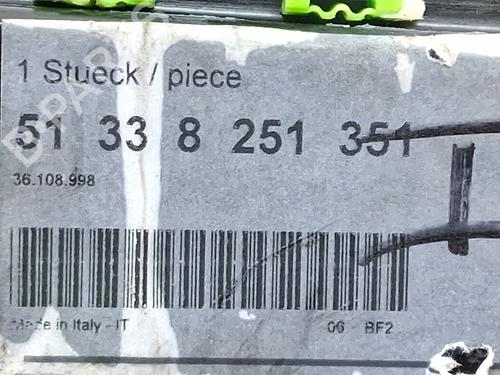 1 Stueck / piece
51 33 8 251 351
36.108.998
Made in Italy - IT
06 - BF2